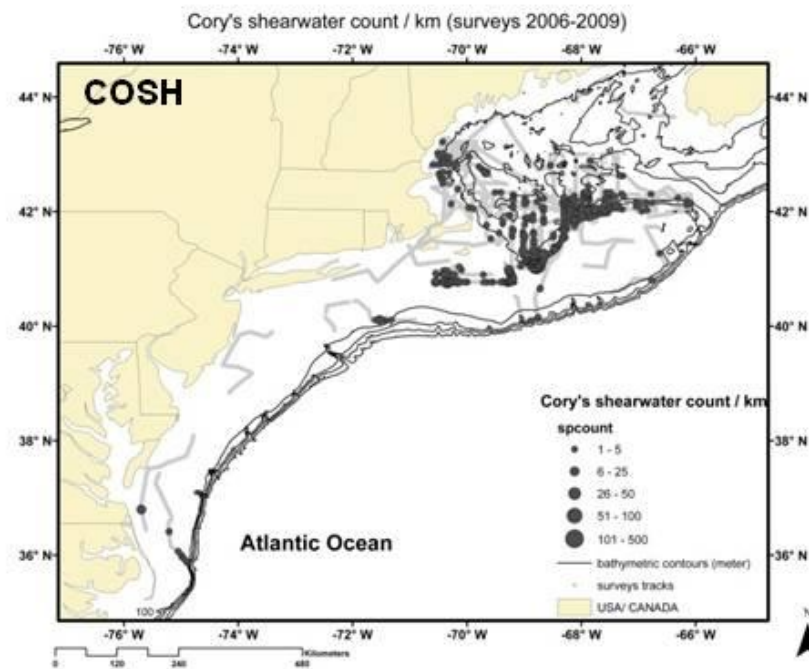 Cory's shearwater count / km (surveys 2006-2009)
-76° W -74° W -72° W -70° W -68° W -66° W
COSH
44° N 44° N
42° N 42° N
40° N 40° N
38° N 38° N
36° N 36° N
Cory's shearwater count / km
spcount
1 - 5
6 - 25
26 - 50
51 - 100
101 - 500
bathymetric contours (meter)
surveys tracks
USA/ CANADA
Atlantic Ocean
100
-76° W -74° W -72° W -70° W -68° W -66° W
N
Kilometers
0 120 240 480